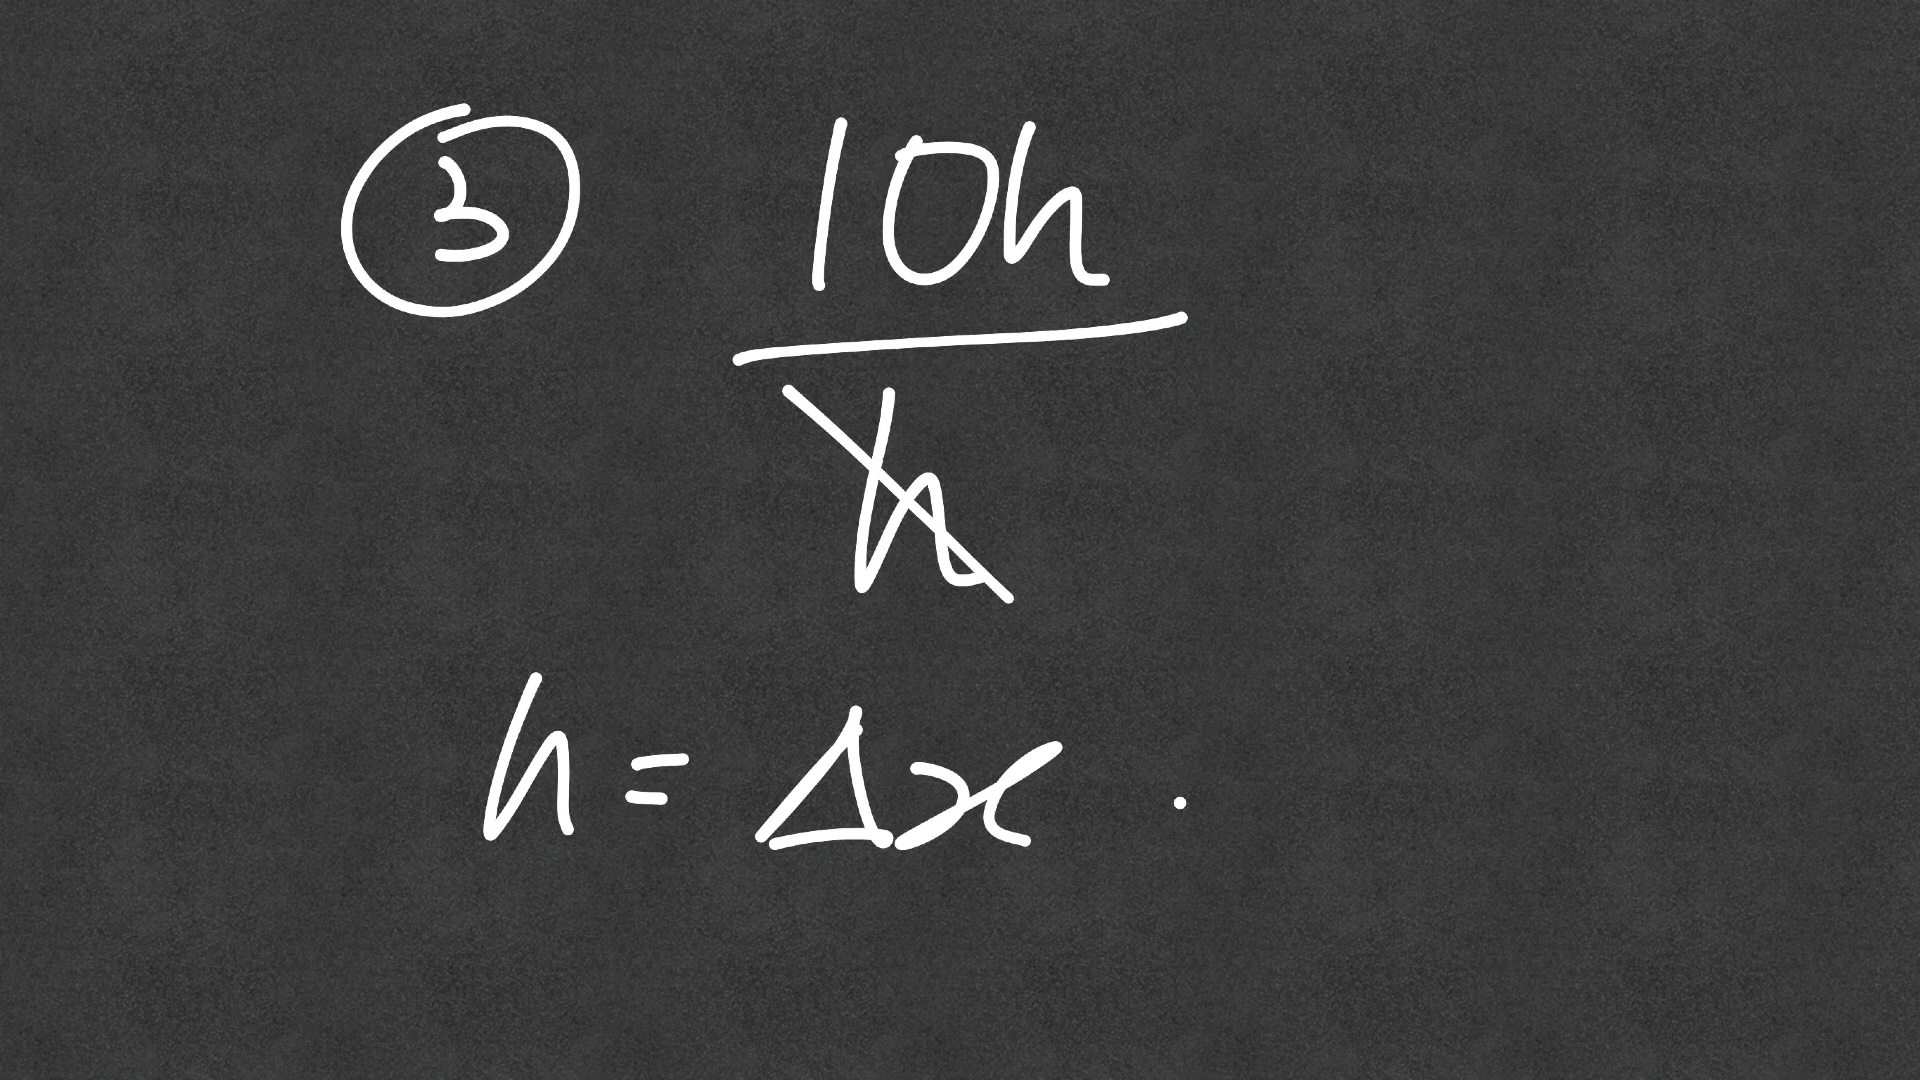 ③ 10h
h
h = Δx .